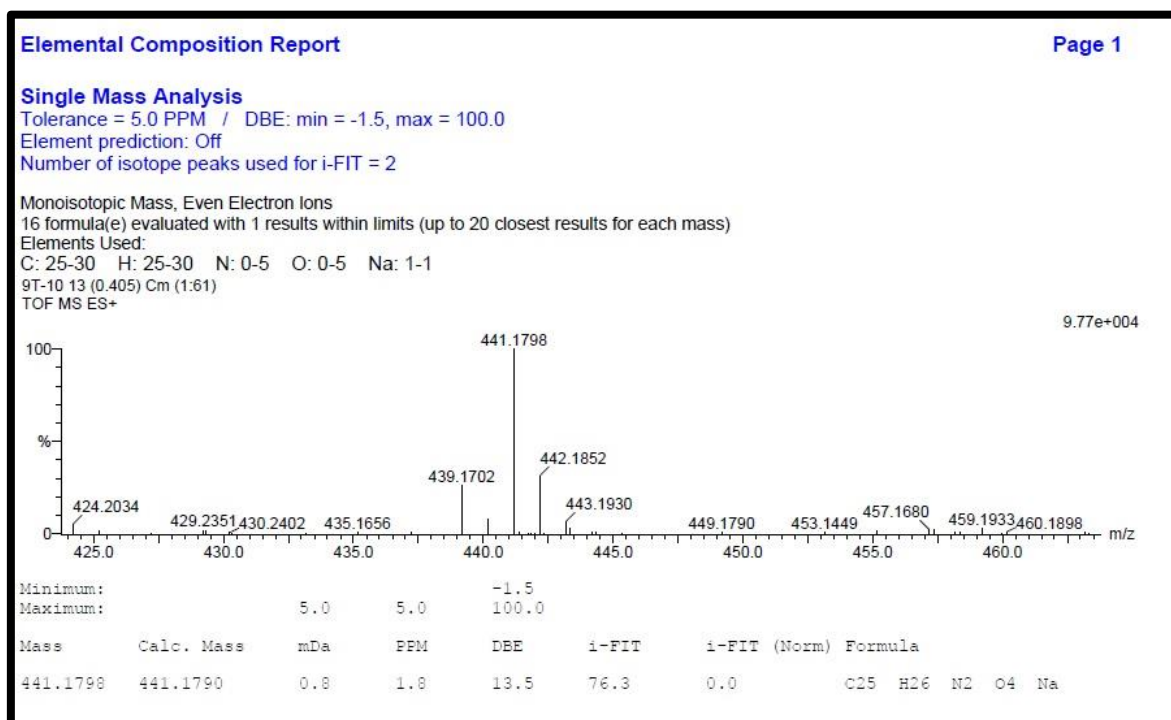 Elemental Composition Report Page 1
Single Mass Analysis
Tolerance = 5.0 PPM / DBE: min = -1.5, max = 100.0
Element prediction: Off
Number of isotope peaks used for i-FIT = 2
Monoisotopic Mass, Even Electron Ions
16 formula(e) evaluated with 1 results within limits (up to 20 closest results for each mass)
Elements Used:
C: 25-30 H: 25-30 N: 0-5 O: 0-5 Na: 1-1
9T-10 13 (0.405) Cm (1:61)
TOF MS ES+
9.77e+004
100
441.1798
%
442.1852
439.1702
424.2034 443.1930 457.1680
429.2351 430.2402 435.1656 449.1790 453.1449 459.1933 460.1898
0 m/z
425.0 430.0 435.0 440.0 445.0 450.0 455.0 460.0
Minimum: -1.5
Maximum: 5.0 5.0 100.0
Mass Calc. Mass mDa PPM DBE i-FIT i-FIT (Norm) Formula
441.1798 441.1790 0.8 1.8 13.5 76.3 0.0 C25 H26 N2 O4 Na